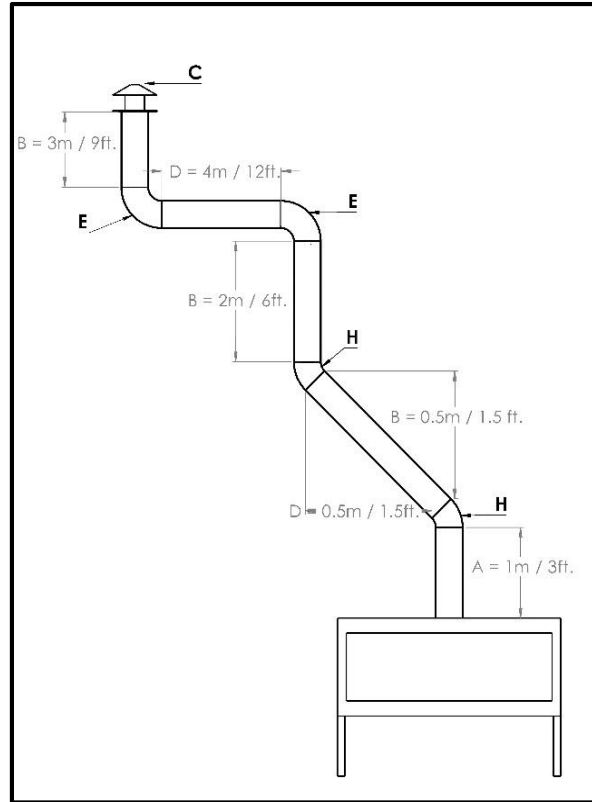 C
B = 3m / 9ft.
D = 4m / 12ft.
E
E
B = 2m / 6ft.
H
B = 0.5m / 1.5 ft.
D = 0.5m / 1.5ft.
H
A = 1m / 3ft.